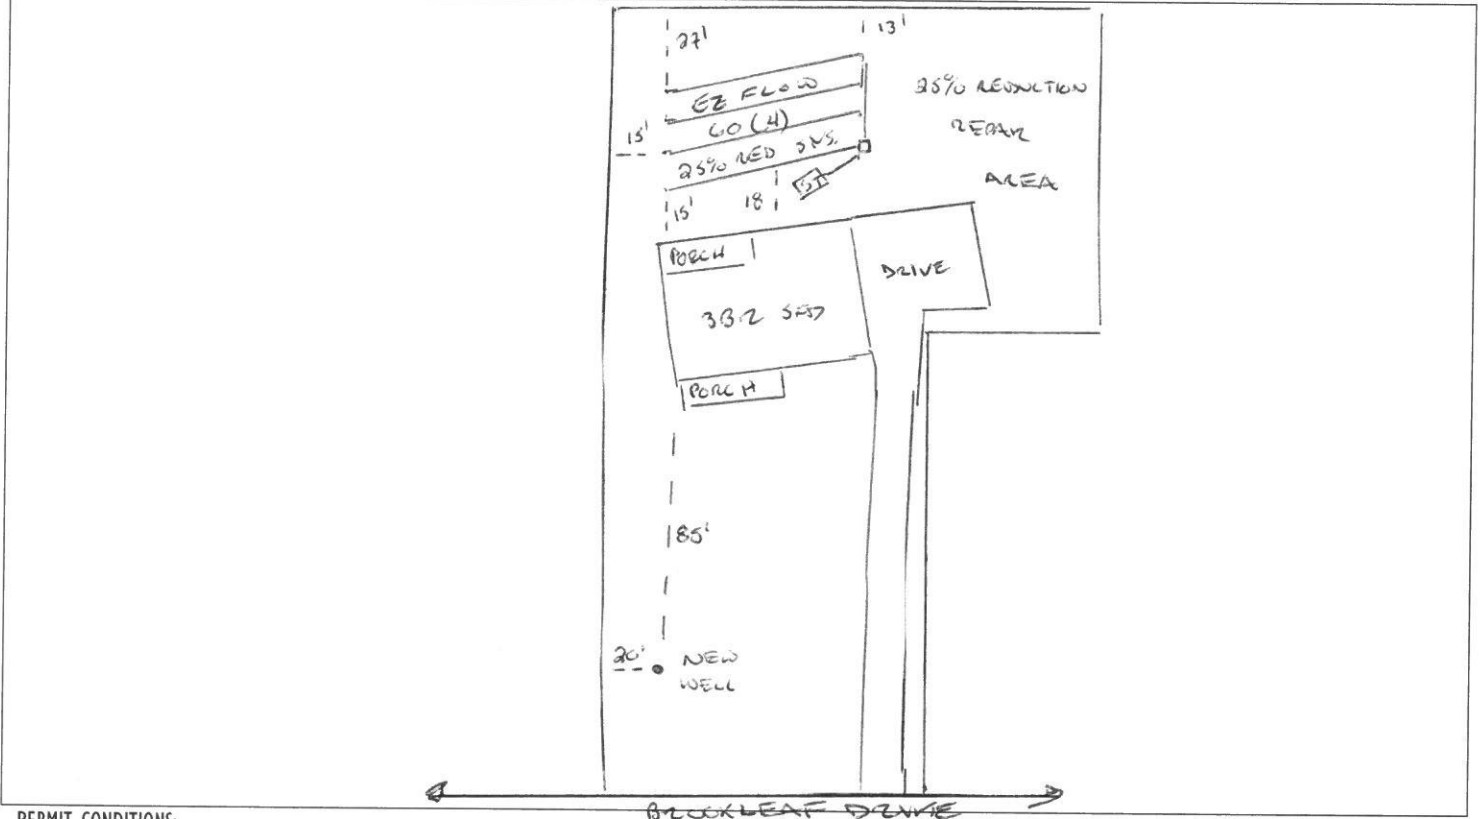 27'
13'
EZ FLOW
60 (4)
25% RED SYS.
15'
25% REDUCTION
REPAIR
AREA
ST
15'
18
PORCH
DRIVE
3BR SFD
PORCH
85'
20'
NEW
WELL
BROOKLEAF DRIVE
PERMIT CONDITIONS: